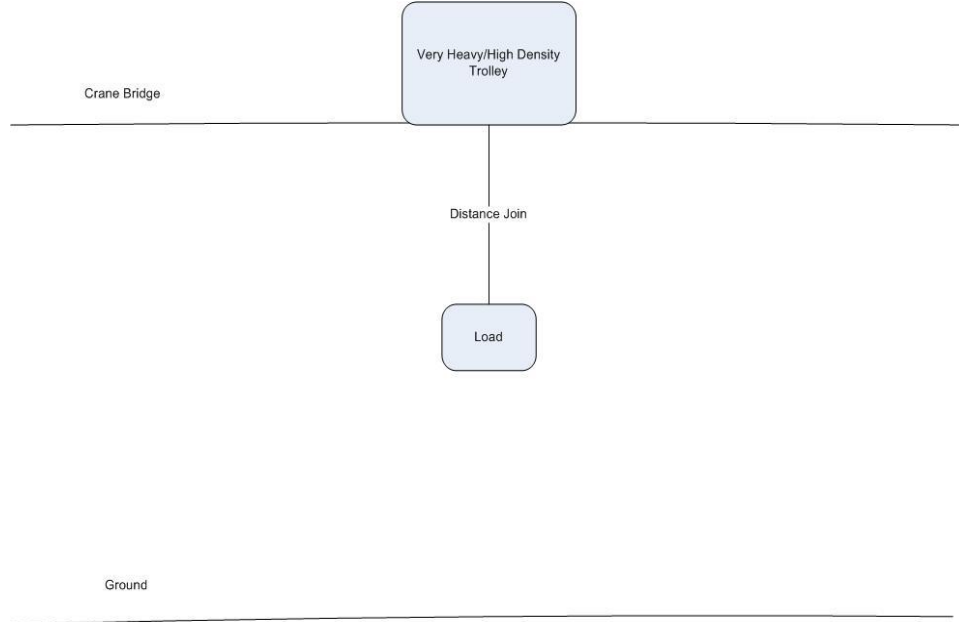 Very Heavy/High Density
Trolley
Crane Bridge
Distance Join
Load
Ground